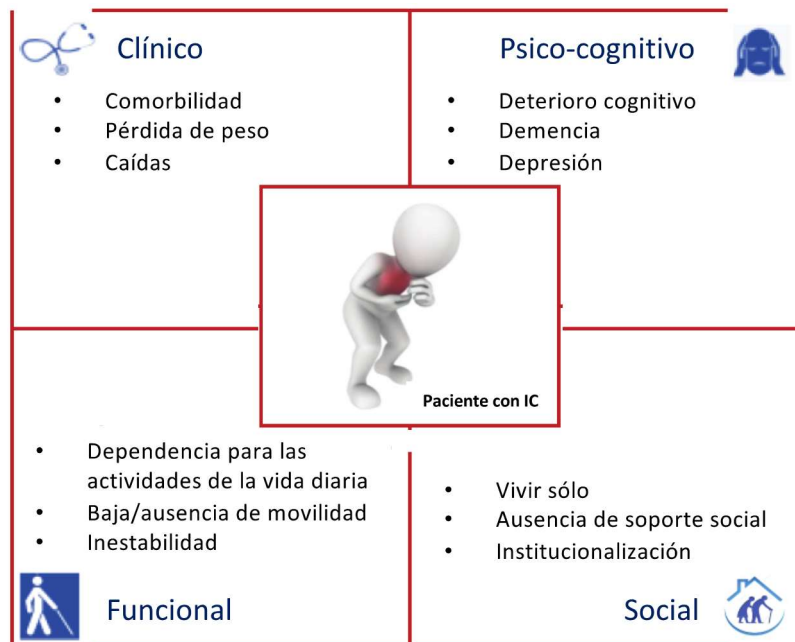 Clínico
• Comorbilidad
• Pérdida de peso
• Caídas
Psico-cognitivo
• Deterioro cognitivo
• Demencia
• Depresión
Paciente con IC
• Dependencia para las
actividades de la vida diaria
• Baja/ausencia de movilidad
• Inestabilidad
Funcional
• Vivir sólo
• Ausencia de soporte social
• Institucionalización
Social